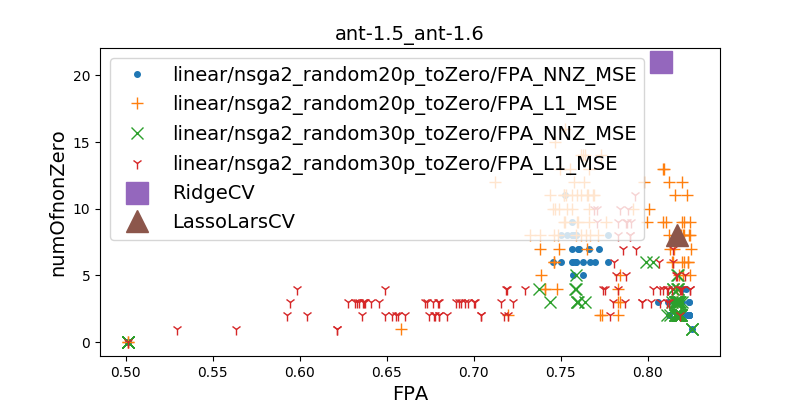 ant-1.5_ant-1.6
linear/nsga2_random20p_toZero/FPA_NNZ_MSE
linear/nsga2_random20p_toZero/FPA_L1_MSE
linear/nsga2_random30p_toZero/FPA_NNZ_MSE
linear/nsga2_random30p_toZero/FPA_L1_MSE
RidgeCV
LassoLarsCV
numOfnonZero
20
15
10
5
0
0.50 0.55 0.60 0.65 0.70 0.75 0.80
FPA